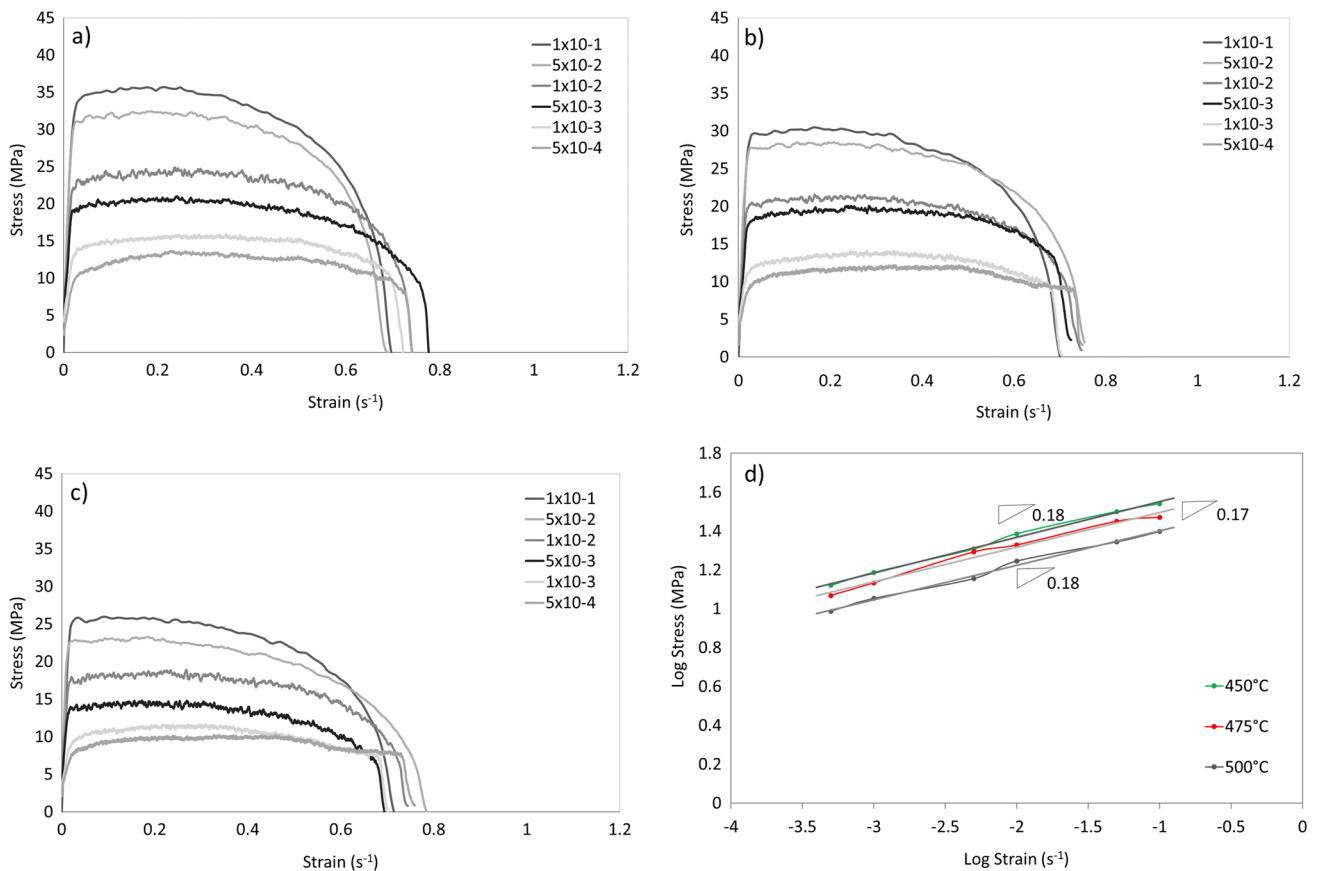 a)
45
40
35
30
25
20
15
10
5
0
Stress (MPa)
1x10-1
5x10-2
1x10-2
5x10-3
1x10-3
5x10-4
0 0.2 0.4 0.6 0.8 1 1.2
Strain (s-1)
b)
45
40
35
30
25
20
15
10
5
0
Stress (MPa)
1x10-1
5x10-2
1x10-2
5x10-3
1x10-3
5x10-4
0 0.2 0.4 0.6 0.8 1 1.2
Strain (s-1)
c)
45
40
35
30
25
20
15
10
5
0
Stress (MPa)
1x10-1
5x10-2
1x10-2
5x10-3
1x10-3
5x10-4
0 0.2 0.4 0.6 0.8 1 1.2
Strain (s-1)
d)
1.8
1.6
1.4
1.2
1
0.8
0.6
0.4
0.2
0
Log Stress (MPa)
0.18
0.17
0.18
450°C
475°C
500°C
-4 -3.5 -3 -2.5 -2 -1.5 -1 -0.5 0
Log Strain (s-1)